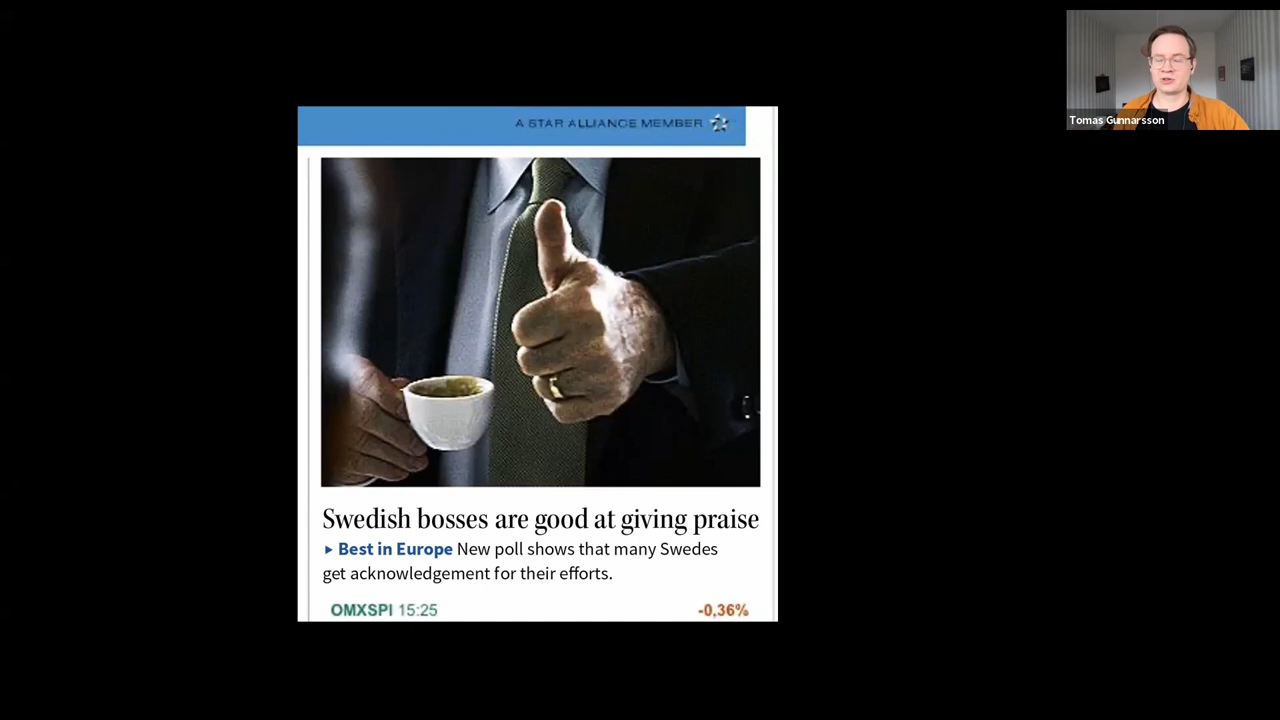 A STAR ALLIANCE MEMBER
Tomas Gunnarsson
Swedish bosses are good at giving praise
▸ Best in Europe New poll shows that many Swedes
get acknowledgement for their efforts.
OMXSPI 15:25 -0,36%